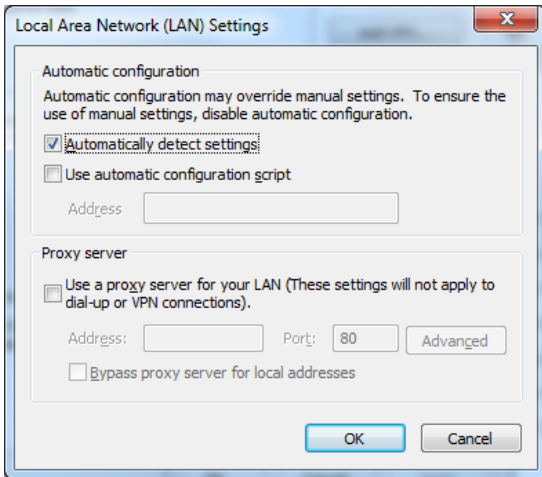 Local Area Network (LAN) Settings
Automatic configuration
Automatic configuration may override manual settings. To ensure the
use of manual settings, disable automatic configuration.
Automatically detect settings
Use automatic configuration script
Address
Proxy server
Use a proxy server for your LAN (These settings will not apply to
dial-up or VPN connections).
Address:
Port: 80
Advanced
Bypass proxy server for local addresses
OK
Cancel